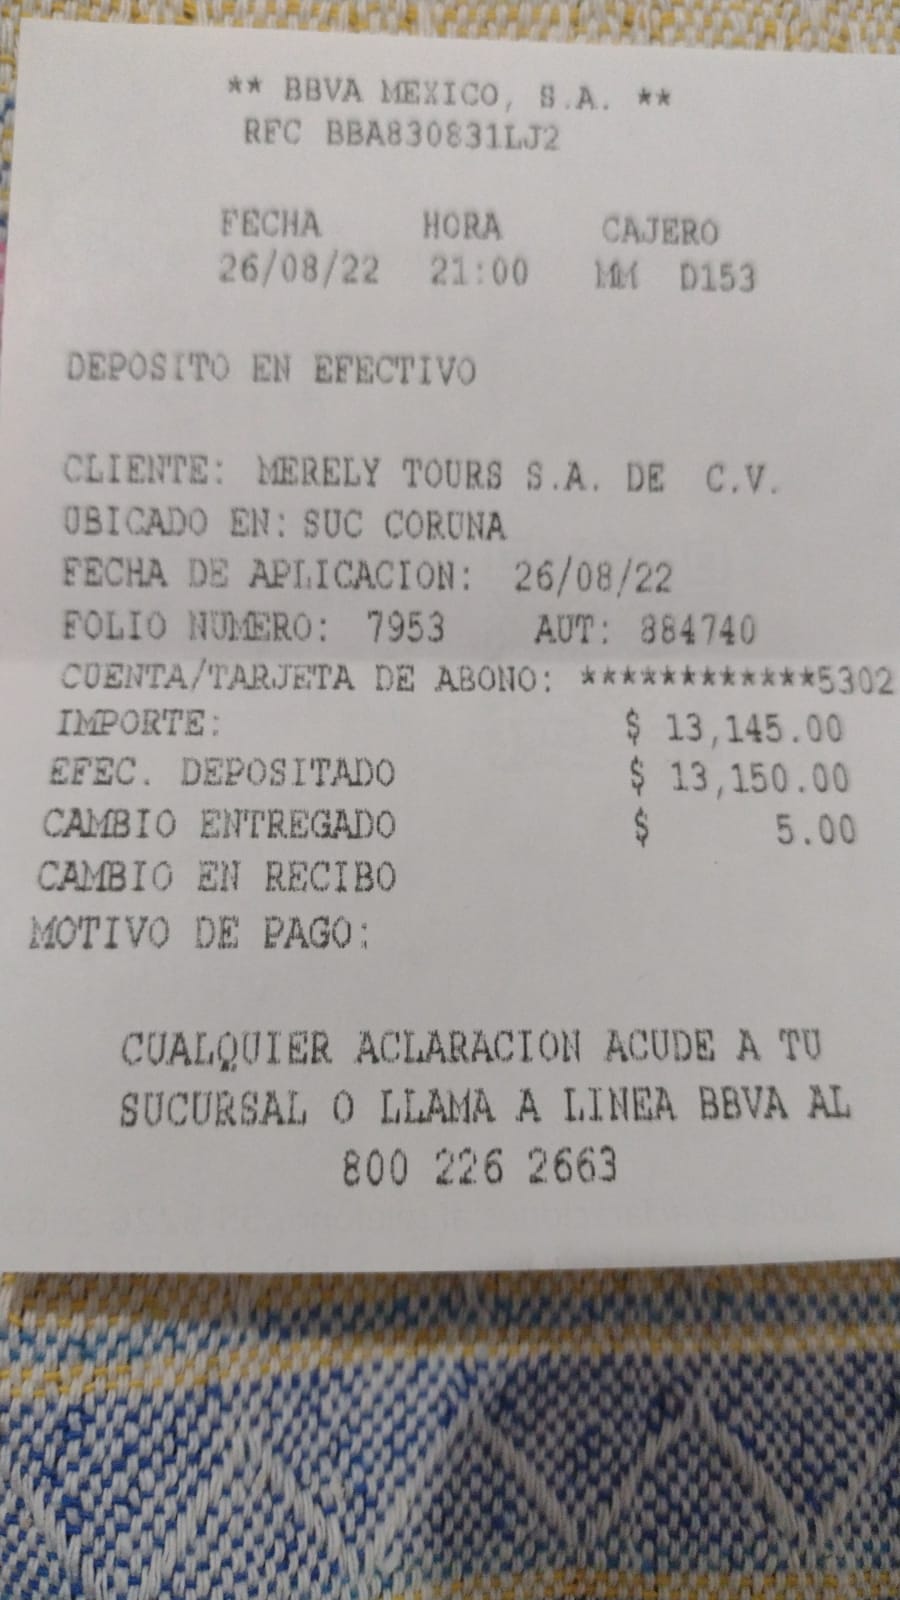 ** BBVA MEXICO, S.A. **
RFC BBA830831LJ2
FECHA HORA CAJERO
26/08/22 21:00 MM D153
DEPOSITO EN EFECTIVO
CLIENTE: MERELY TOURS S.A. DE C.V.
UBICADO EN: SUC CORUNA
FECHA DE APLICACION: 26/08/22
FOLIO NUMERO: 7953 AUT: 884740
CUENTA/TARJETA DE ABONO: ************5302
IMPORTE: $ 13,145.00
EFEC. DEPOSITADO $ 13,150.00
CAMBIO ENTREGADO $ 5.00
CAMBIO EN RECIBO
MOTIVO DE PAGO:
CUALQUIER ACLARACION ACUDE A TU
SUCURSAL O LLAMA A LINEA BBVA AL
800 226 2663